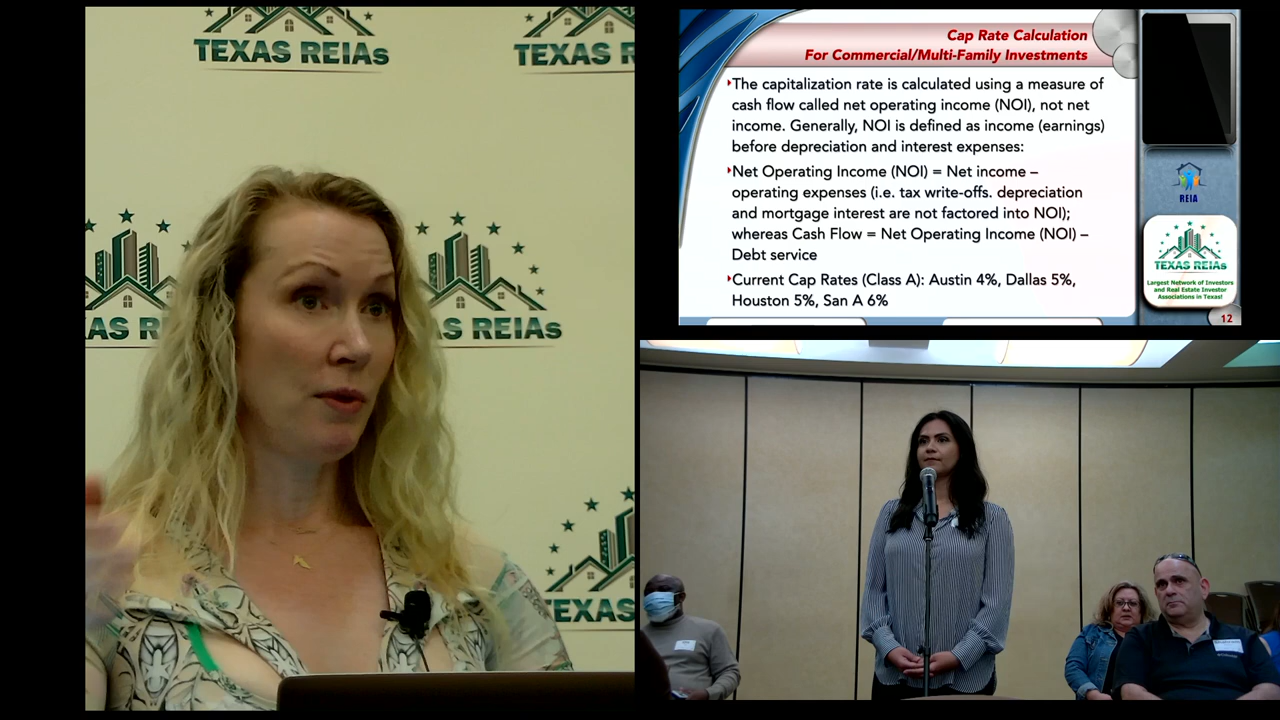 TEXAS REIAs
TEXAS REIAs
AS REIAs
AS REIAs
TEXAS
Cap Rate Calculation
For Commercial/Multi-Family Investments
The capitalization rate is calculated using a measure of
cash flow called net operating income (NOI), not net
income. Generally, NOI is defined as income (earnings)
before depreciation and interest expenses:
Net Operating Income (NOI) = Net income –
operating expenses (i.e. tax write-offs. depreciation
and mortgage interest are not factored into NOI);
whereas Cash Flow = Net Operating Income (NOI) –
Debt service
Current Cap Rates (Class A): Austin 4%, Dallas 5%,
Houston 5%, San A 6%
REIA
TEXAS REIAs
Largest Network of Investors
and Real Estate Investor
Associations in Texas!
12